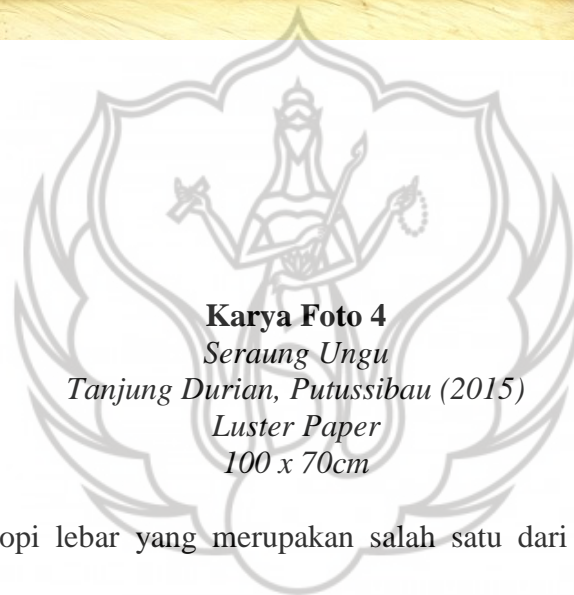 Karya Foto 4
Seraung Ungu
Tanjung Durian, Putussibau (2015)
Luster Paper
100 x 70cm
opi lebar yang merupakan salah satu dari